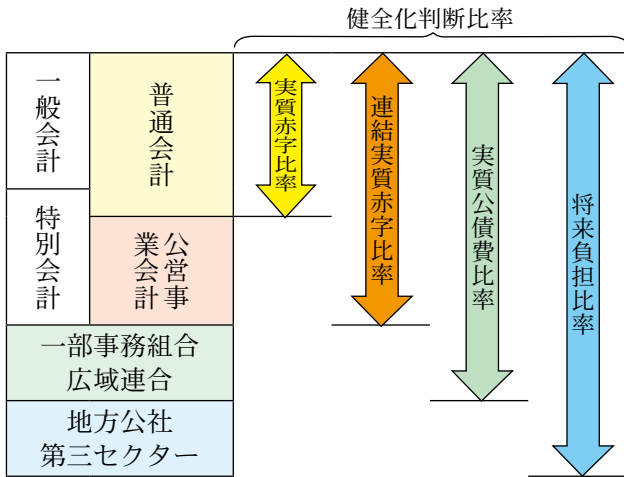 健全化判断比率
一般会計
特別会計
普通会計
公営事
業会計
一部事務組合
広域連合
地方公社
第三セクター
実質赤字比率
連結実質赤字比率
実質公債費比率
将来負担比率